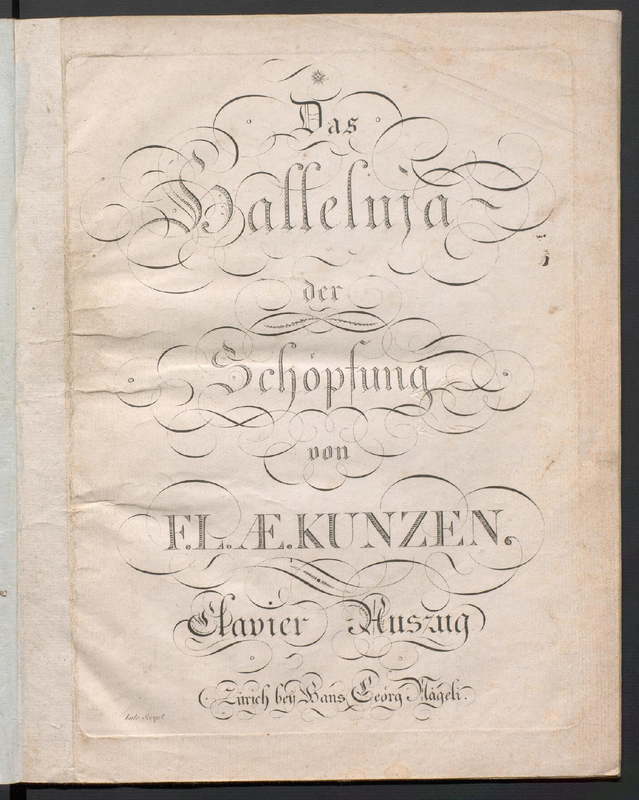 Das
Halleluja
der
Schöpfung
von
F.L.Æ.KUNZEN.
Clavier Auszug
Zürich bey Hans Georg Nägeli.